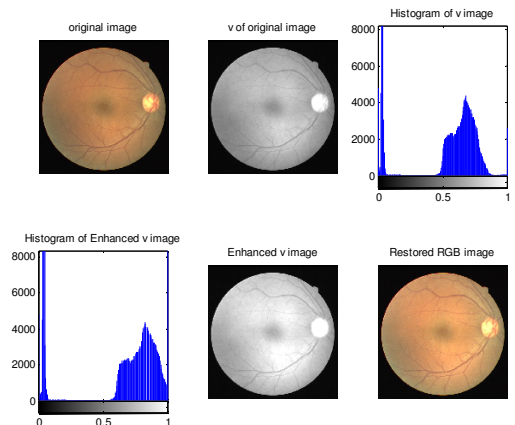 original image
v of original image
Histogram of v image
8000
6000
4000
2000
0
0 0.5 1
Histogram of Enhanced v image
Enhanced v image
Restored RGB image
8000
6000
4000
2000
0
0 0.5 1